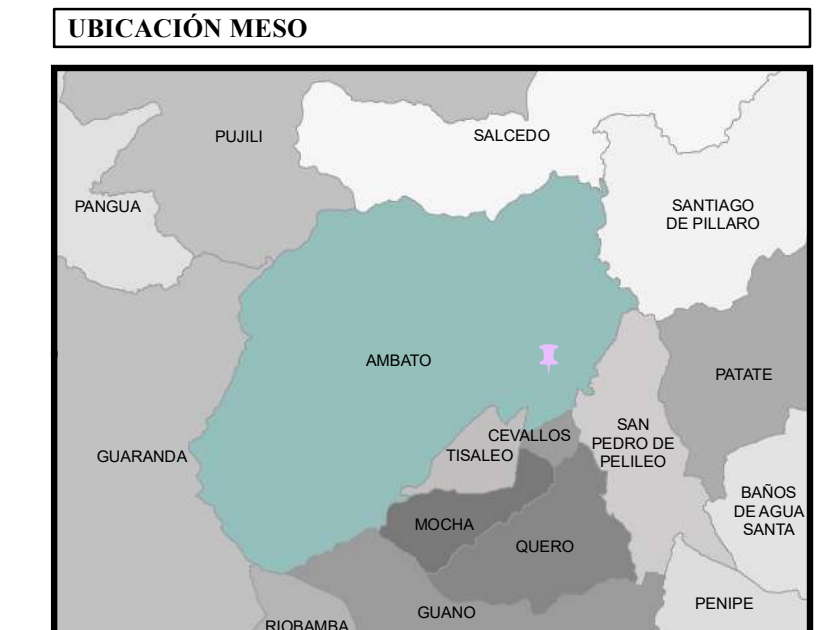 UBICACIÓN MESO
PUJILI
SALCEDO
PANGUA
SANTIAGO
DE PILLARO
AMBATO
PATATE
GUARANDA
CEVALLOS
TISALEO
SAN
PEDRO DE
PELILEO
BAÑOS
DE AGUA
SANTA
MOCHA
QUERO
PENIPE
GUANO
RIOBAMBA